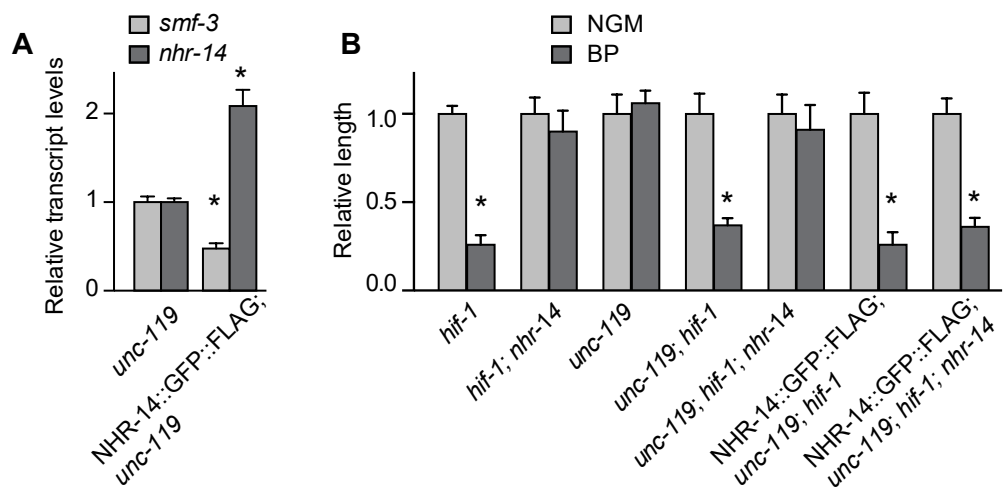 A
smf-3
nhr-14
Relative transcript levels
2
1
0
*
*
unc-119
NHR-14::GFP::FLAG;
unc-119
B
NGM
BP
Relative length
1.0
0.5
0.0
*
*
*
*
hif-1
hif-1; nhr-14
unc-119
unc-119; hif-1
unc-119; hif-1; nhr-14
NHR-14::GFP::FLAG;
unc-119; hif-1
NHR-14::GFP::FLAG;
unc-119; hif-1; nhr-14